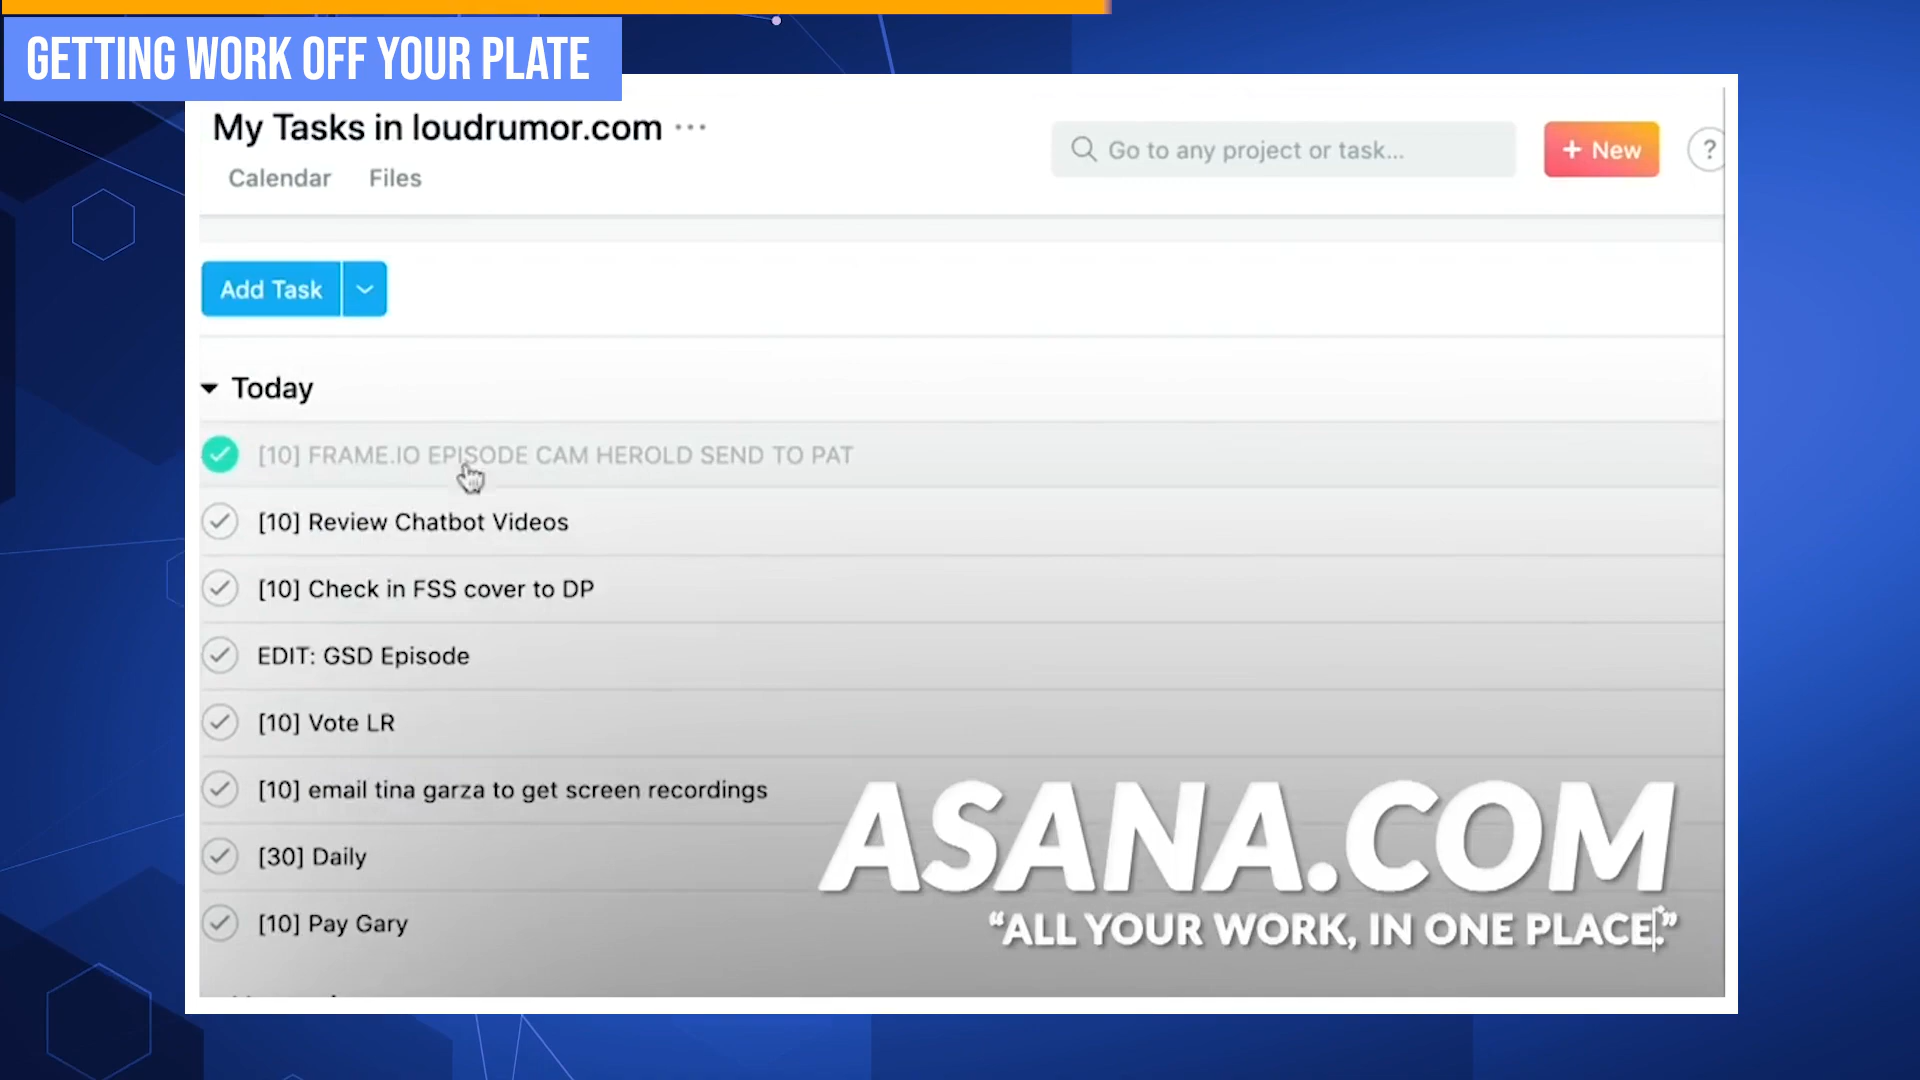 GETTING WORK OFF YOUR PLATE
My Tasks in loudrumor.com ...
Calendar Files
Go to any project or task...
+ New
?
Add Task
Today
[10] FRAME.IO EPISODE CAM HEROLD SEND TO PAT
[10] Review Chatbot Videos
[10] Check in FSS cover to DP
EDIT: GSD Episode
[10] Vote LR
[10] email tina garza to get screen recordings
[30] Daily
[10] Pay Gary
ASANA.COM
“ALL YOUR WORK, IN ONE PLACE.”